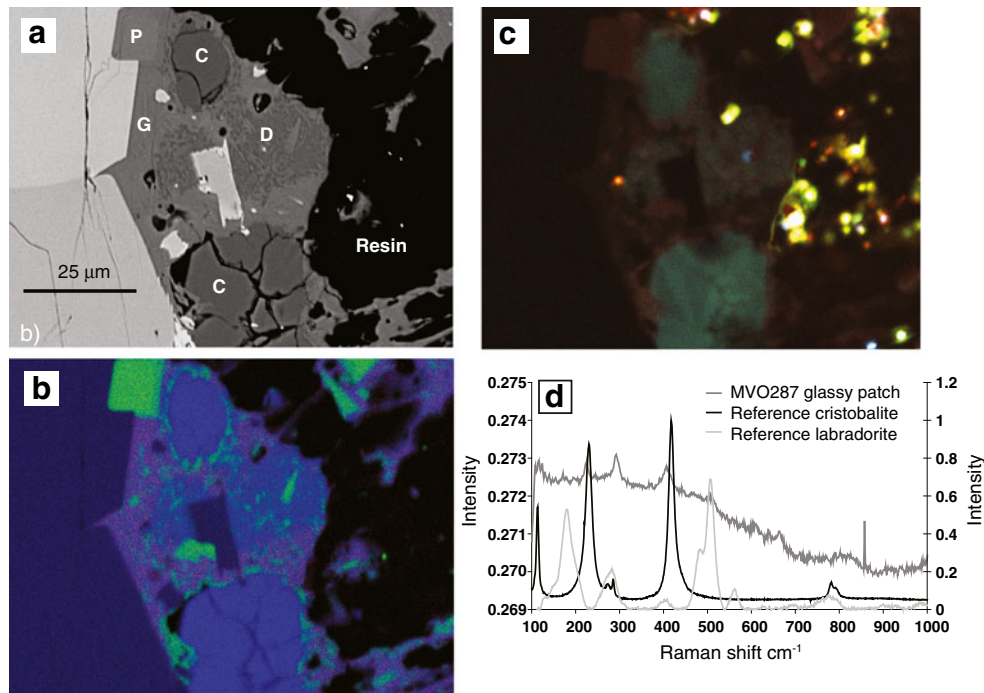 a
P
C
G
D
Resin
25 μm
C
b)
c
b
d
MVO287 glassy patch
Reference cristobalite
Reference labradorite
0.275
0.274
0.273
0.272
0.271
0.270
0.269
Intensity
1.2
1
0.8
0.6
0.4
0.2
0
Intensity
100 200 300 400 500 600 700 800 900 1000
Raman shift cm-1